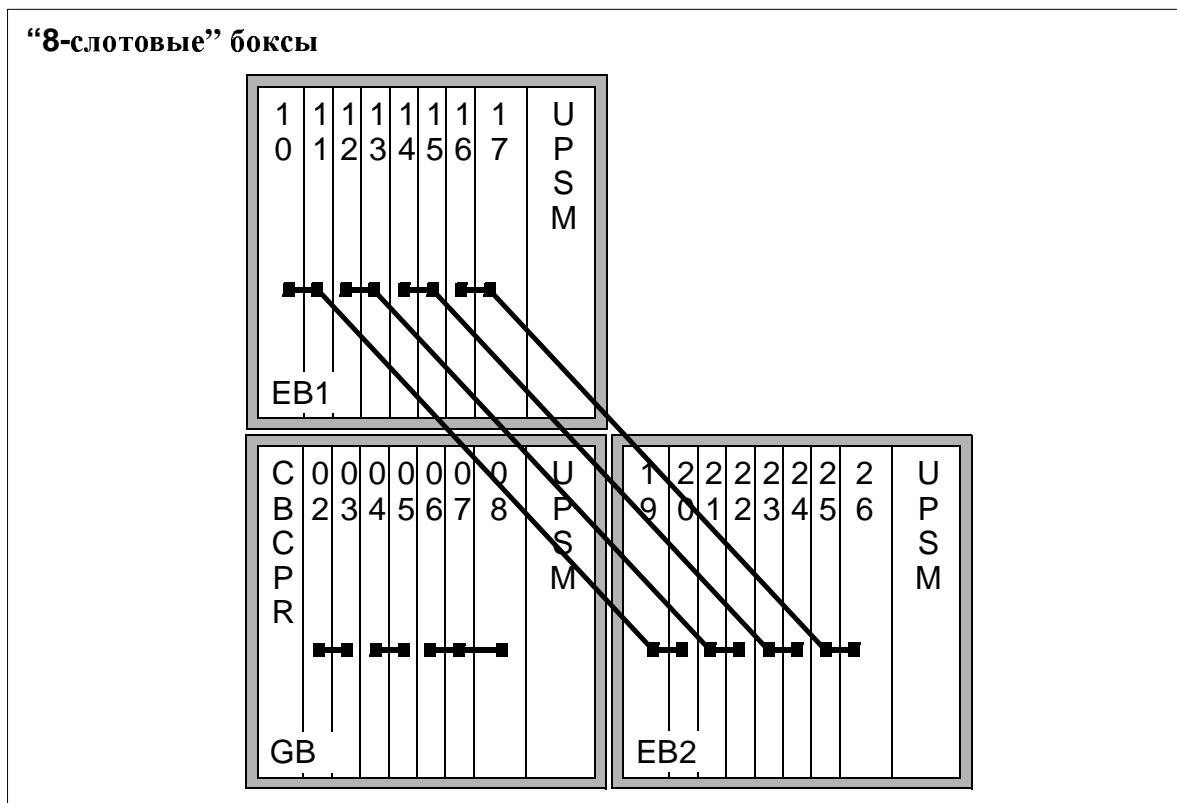 “8-слотовые” боксы
10 11 12 13 14 15 16 17 UPSM
EB1
CBCPR 02 03 04 05 06 07 08 UPSM
GB
19 20 21 22 23 24 25 26 UPSM
EB2